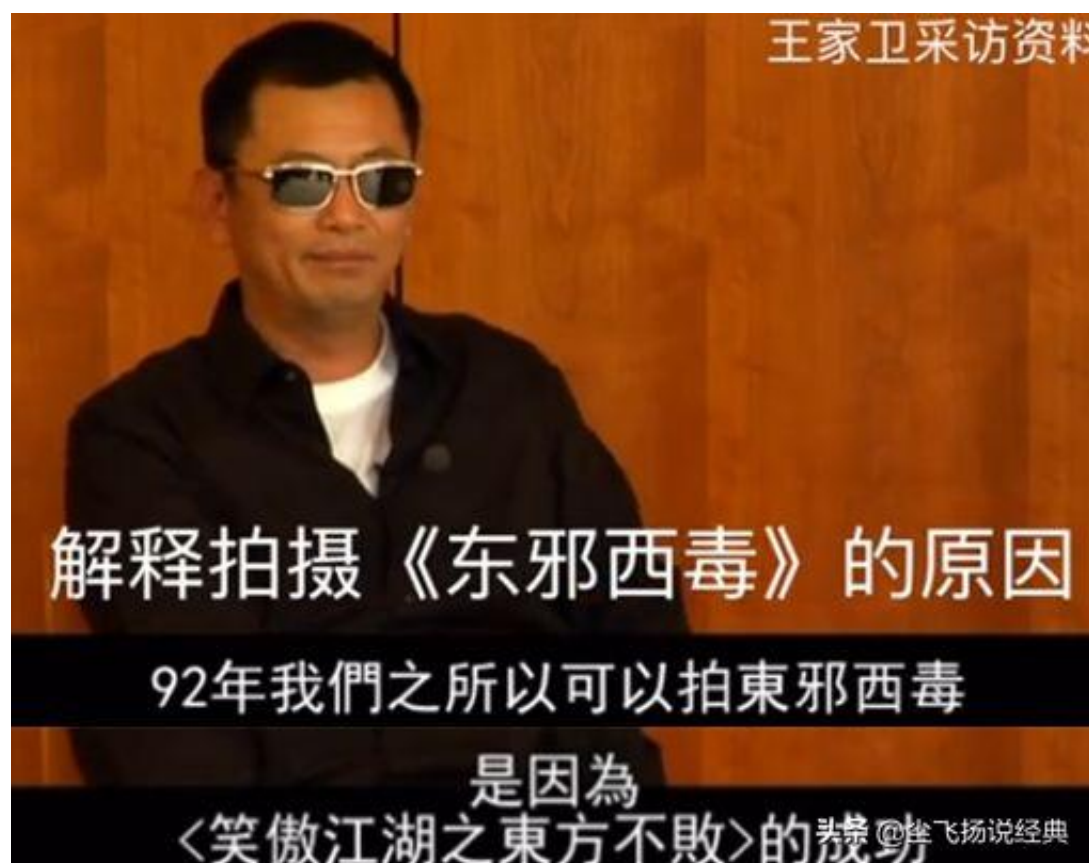 王家卫采访资料
解释拍摄《东邪西毒》的原因
92年我們之所以可以拍東邪西毒
是因為
<笑傲江湖之東方不敗>的成功
头条 @坐飞扬说经典